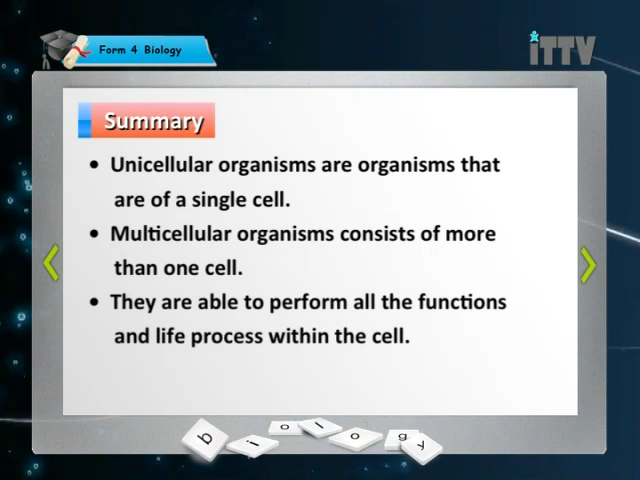 Form 4 Biology
iTTV
Summary
• Unicellular organisms are organisms that
are of a single cell.
• Multicellular organisms consists of more
than one cell.
• They are able to perform all the functions
and life process within the cell.
biology